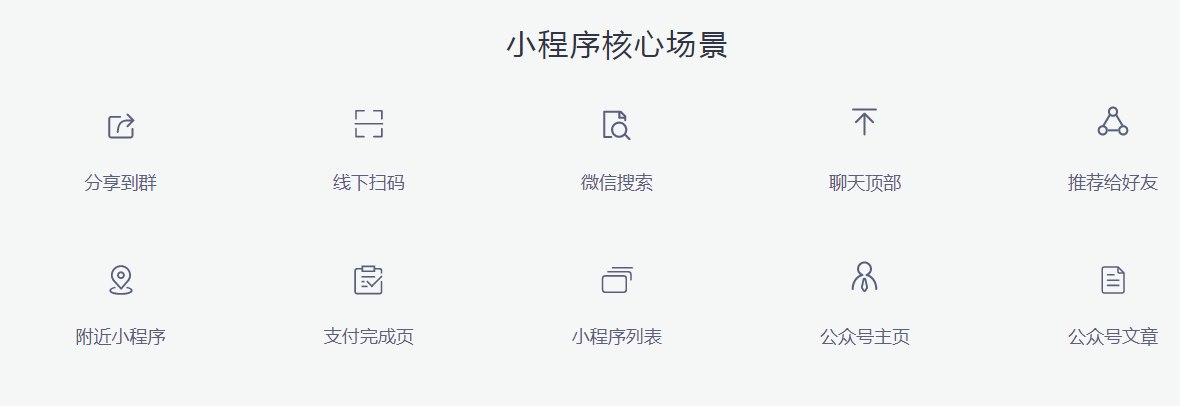 小程序核心场景
分享到群
线下扫码
微信搜索
聊天顶部
推荐给好友
附近小程序
支付完成页
小程序列表
公众号主页
公众号文章